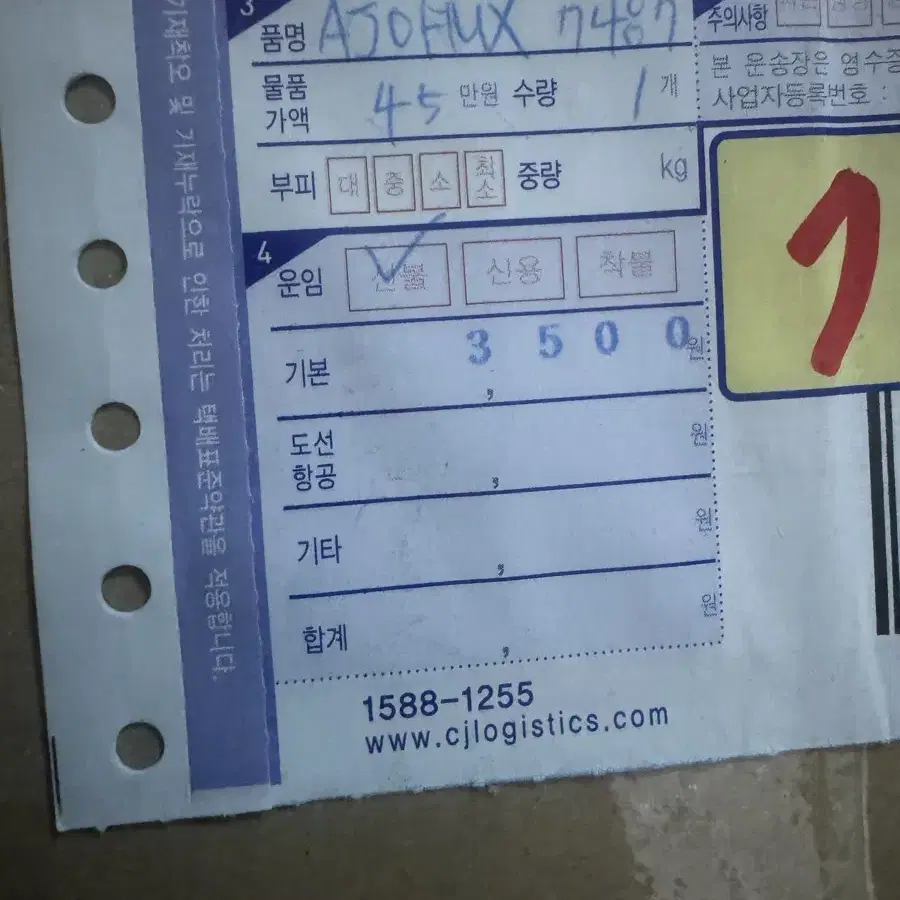 기재착오 및 기재누락으로 인한 처리는 택배표준약관을 적용합니다.
3
품명
주의사항
물품
가액 45 만원 수량 1 개
본 운송장은 영수증
사업자등록번호 :
부피 대 중 소 최소 중량 kg
4
운임 선불 신용 착불
기본 3500 , 원
도선
항공 , 원
기타 , 원
합계 , 원
1588-1255
www.cjlogistics.com